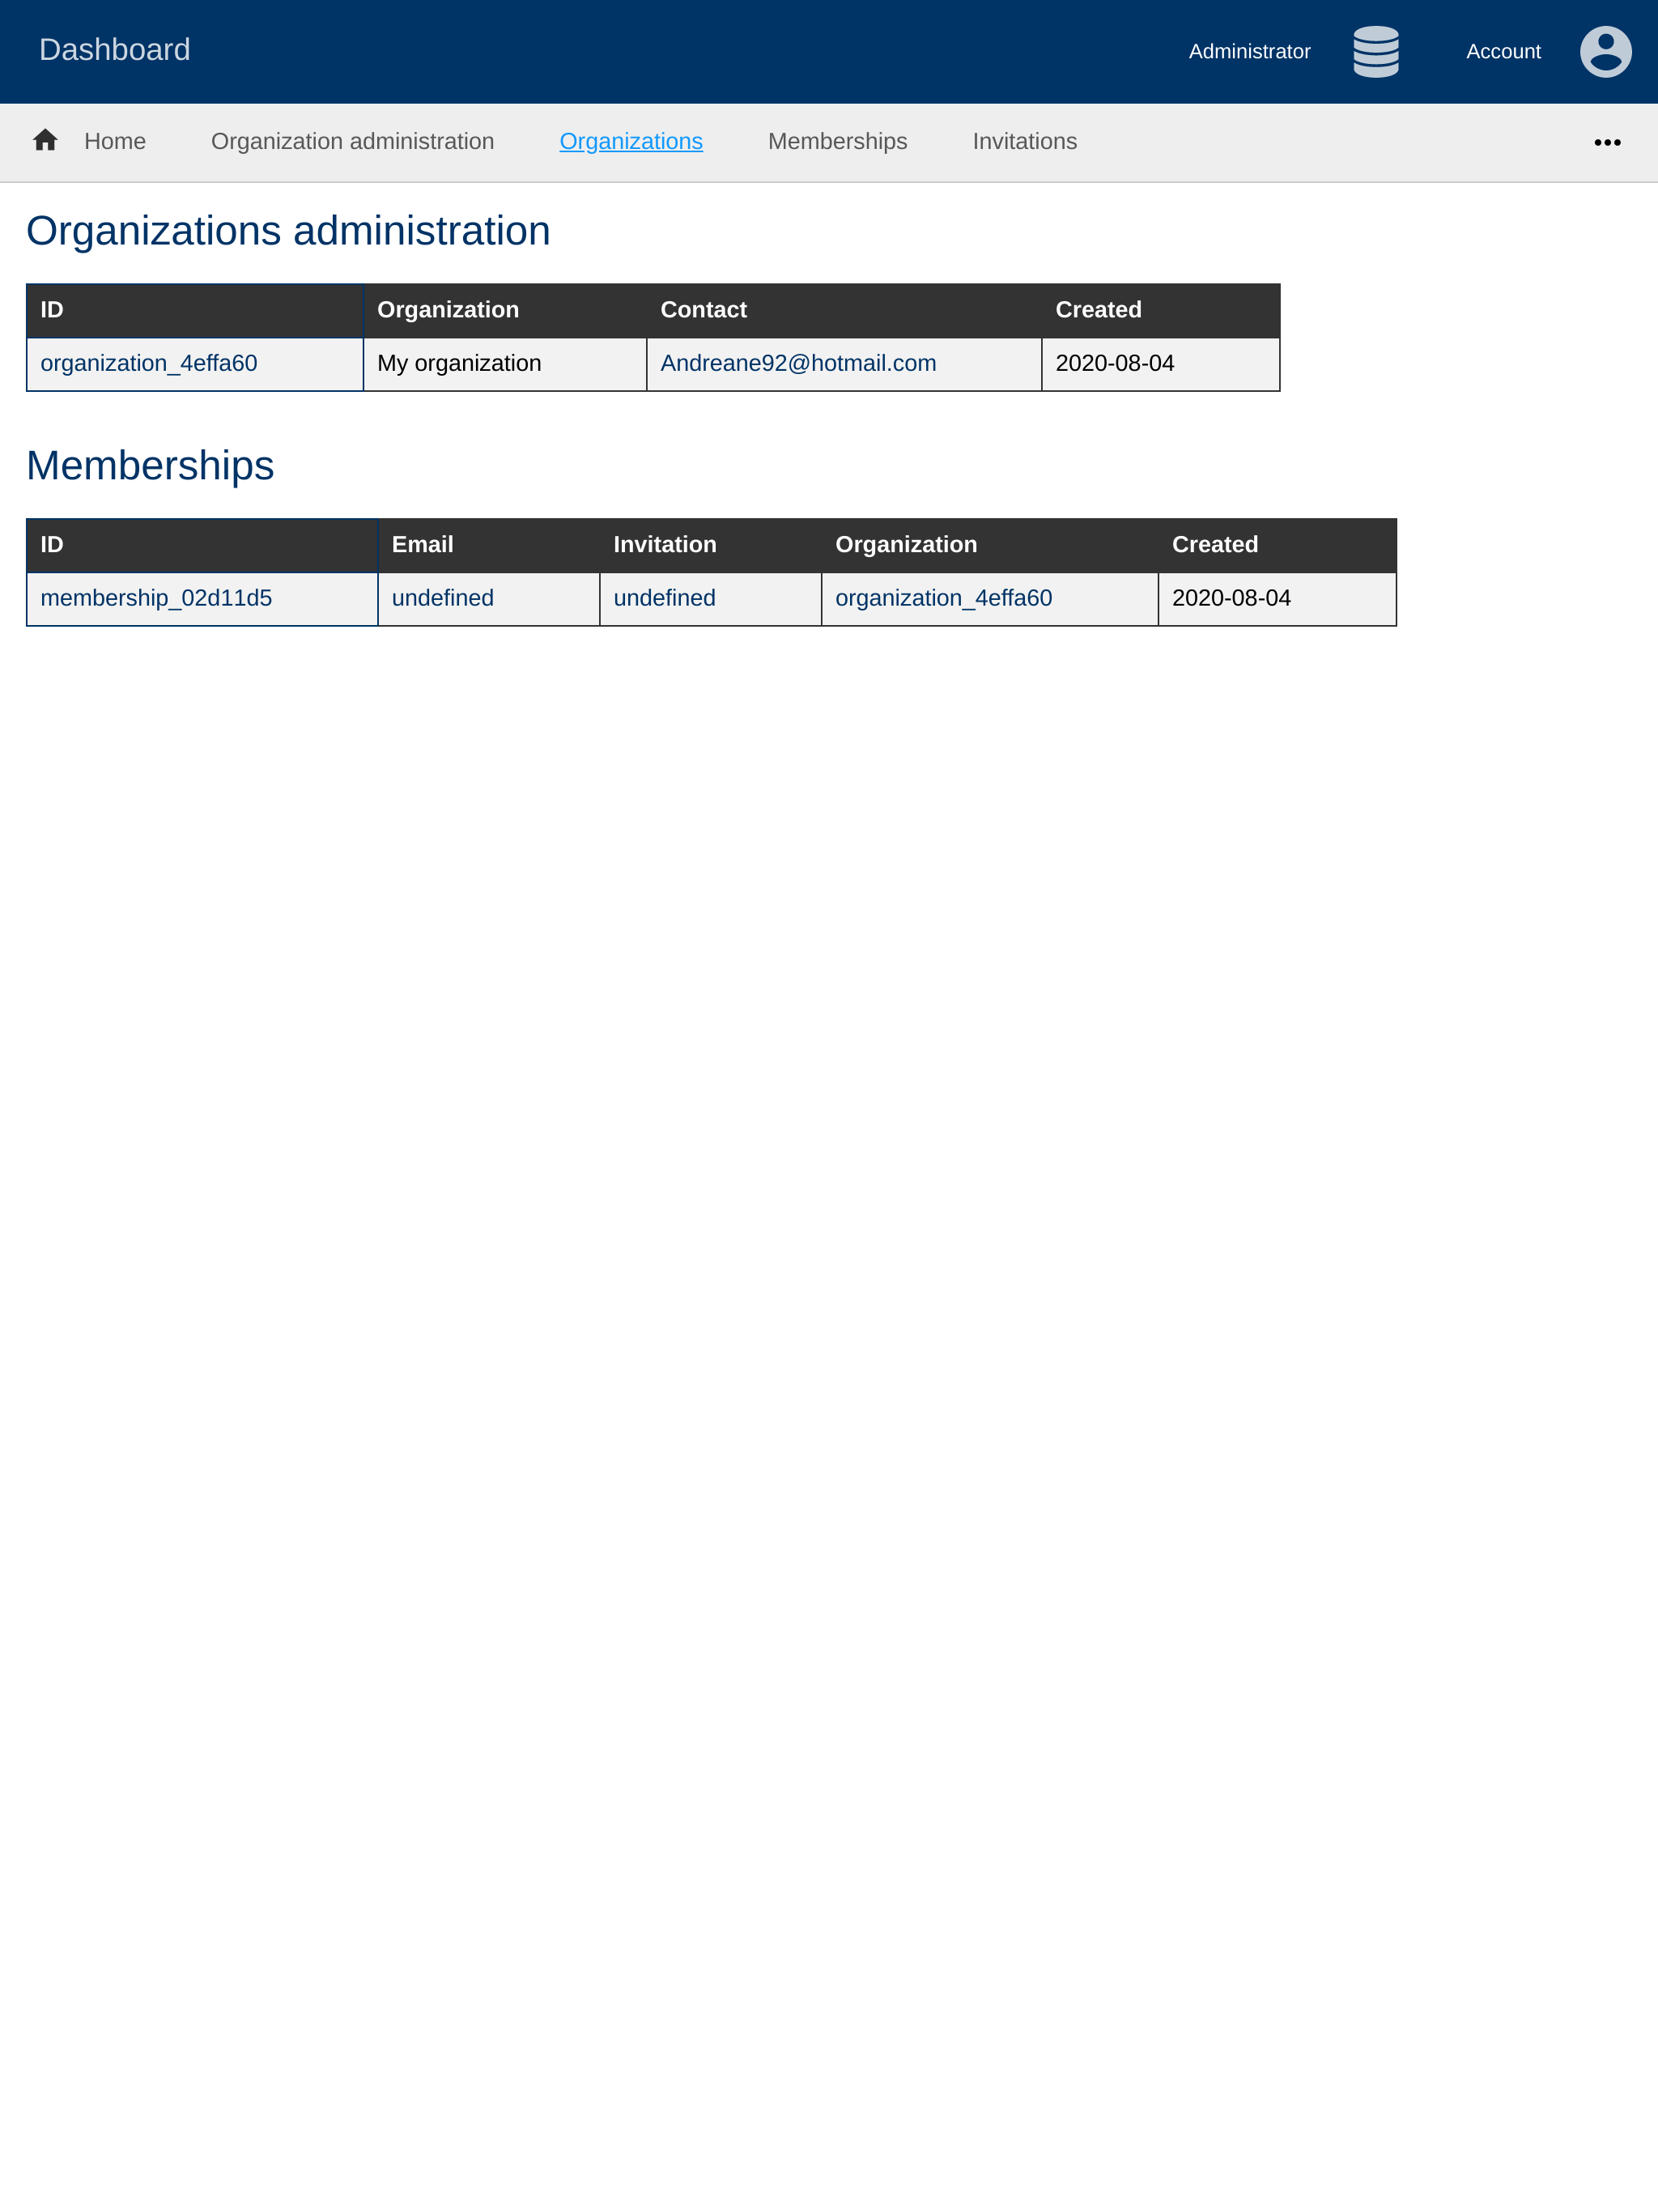 Dashboard Administrator Account
Home Organization administration Organizations Memberships Invitations
Organizations administration
ID Organization Contact Created
organization_4effa60 My organization Andreane92@hotmail.com 2020-08-04
Memberships
ID Email Invitation Organization Created
membership_02d11d5 undefined undefined organization_4effa60 2020-08-04